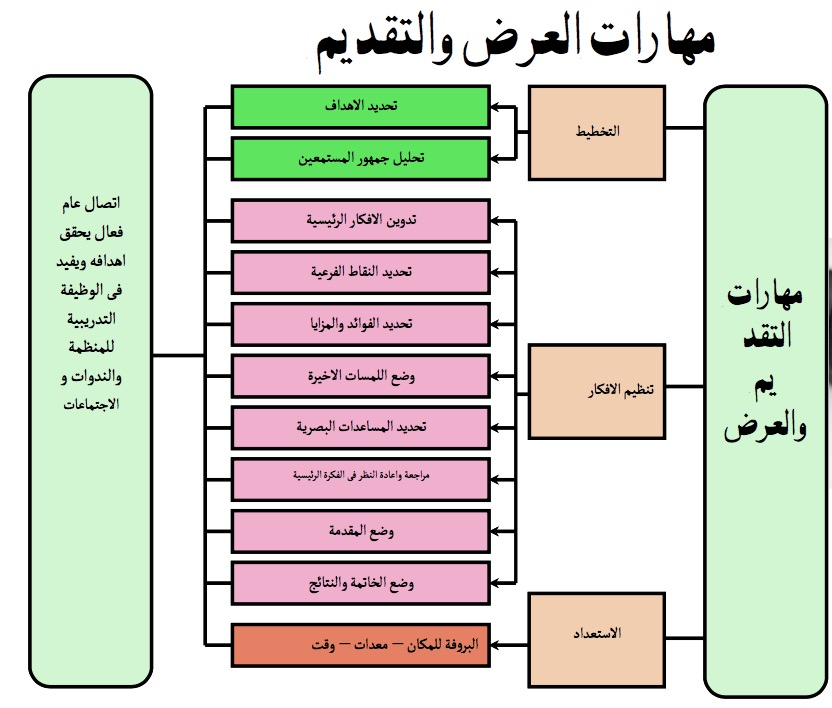 مهارات العرض والتقديم
مهارات
التقد
يم
والعرض
التخطيط
تحديد الاهداف
تحليل جمهور المستمعين
تنظيم الافكار
تدوين الافكار الرئيسية
تحديد النقاط الفرعية
تحديد الفوائد والمزايا
وضع اللمسات الاخيرة
تحديد المساعدات البصرية
مراجعة واعادة النظر فى الفكرة الرئيسية
وضع المقدمة
وضع الخاتمة والنتائج
الاستعداد
البروفة للمكان – معدات – وقت
اتصال عام
فعال يحقق
اهدافه ويفيد
فى الوظيفة
التدريبية
للمنظمة
والندوات و
الاجتماعات